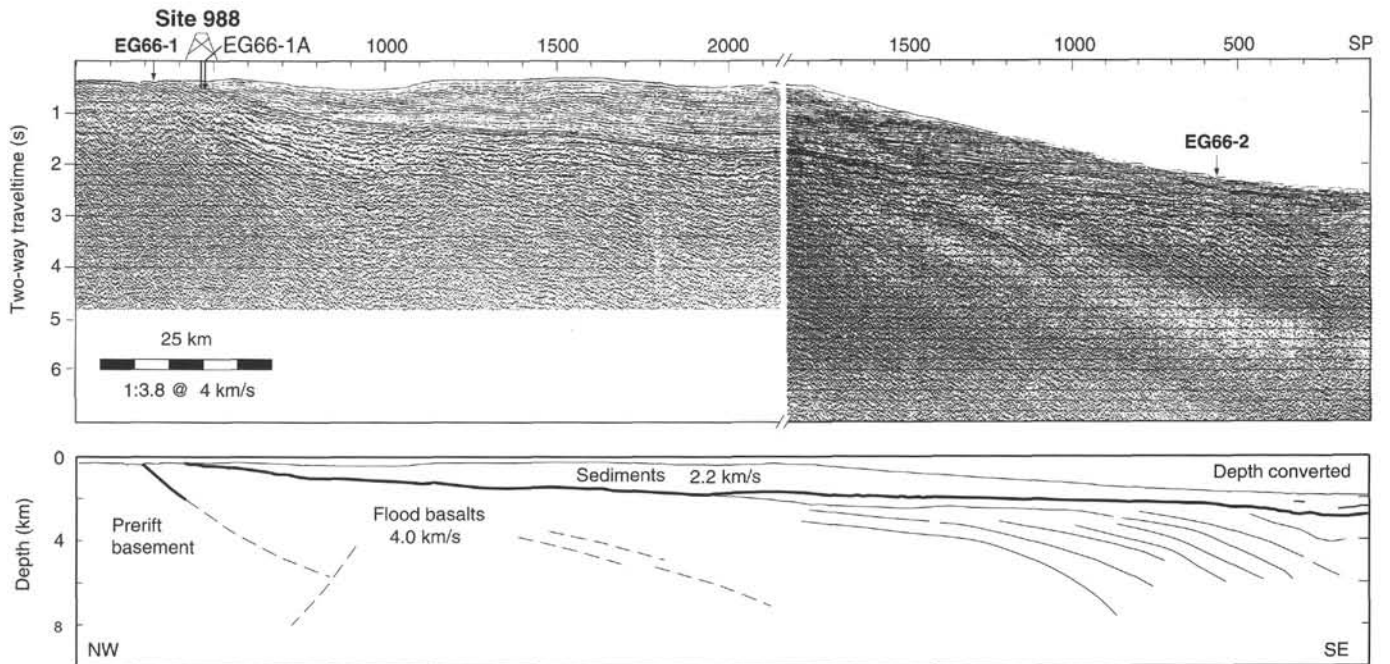 Site 988
EG66-1
EG66-1A
1000 1500 2000 1500 1000 500 SP
EG66-2
Two-way traveltime (s)
1
2
3
4
5
6
25 km
1:3.8 @ 4 km/s
0
4
8
Depth (km)
Sediments 2.2 km/s
Depth converted
Prerift
basement
Flood basalts
4.0 km/s
NW
SE